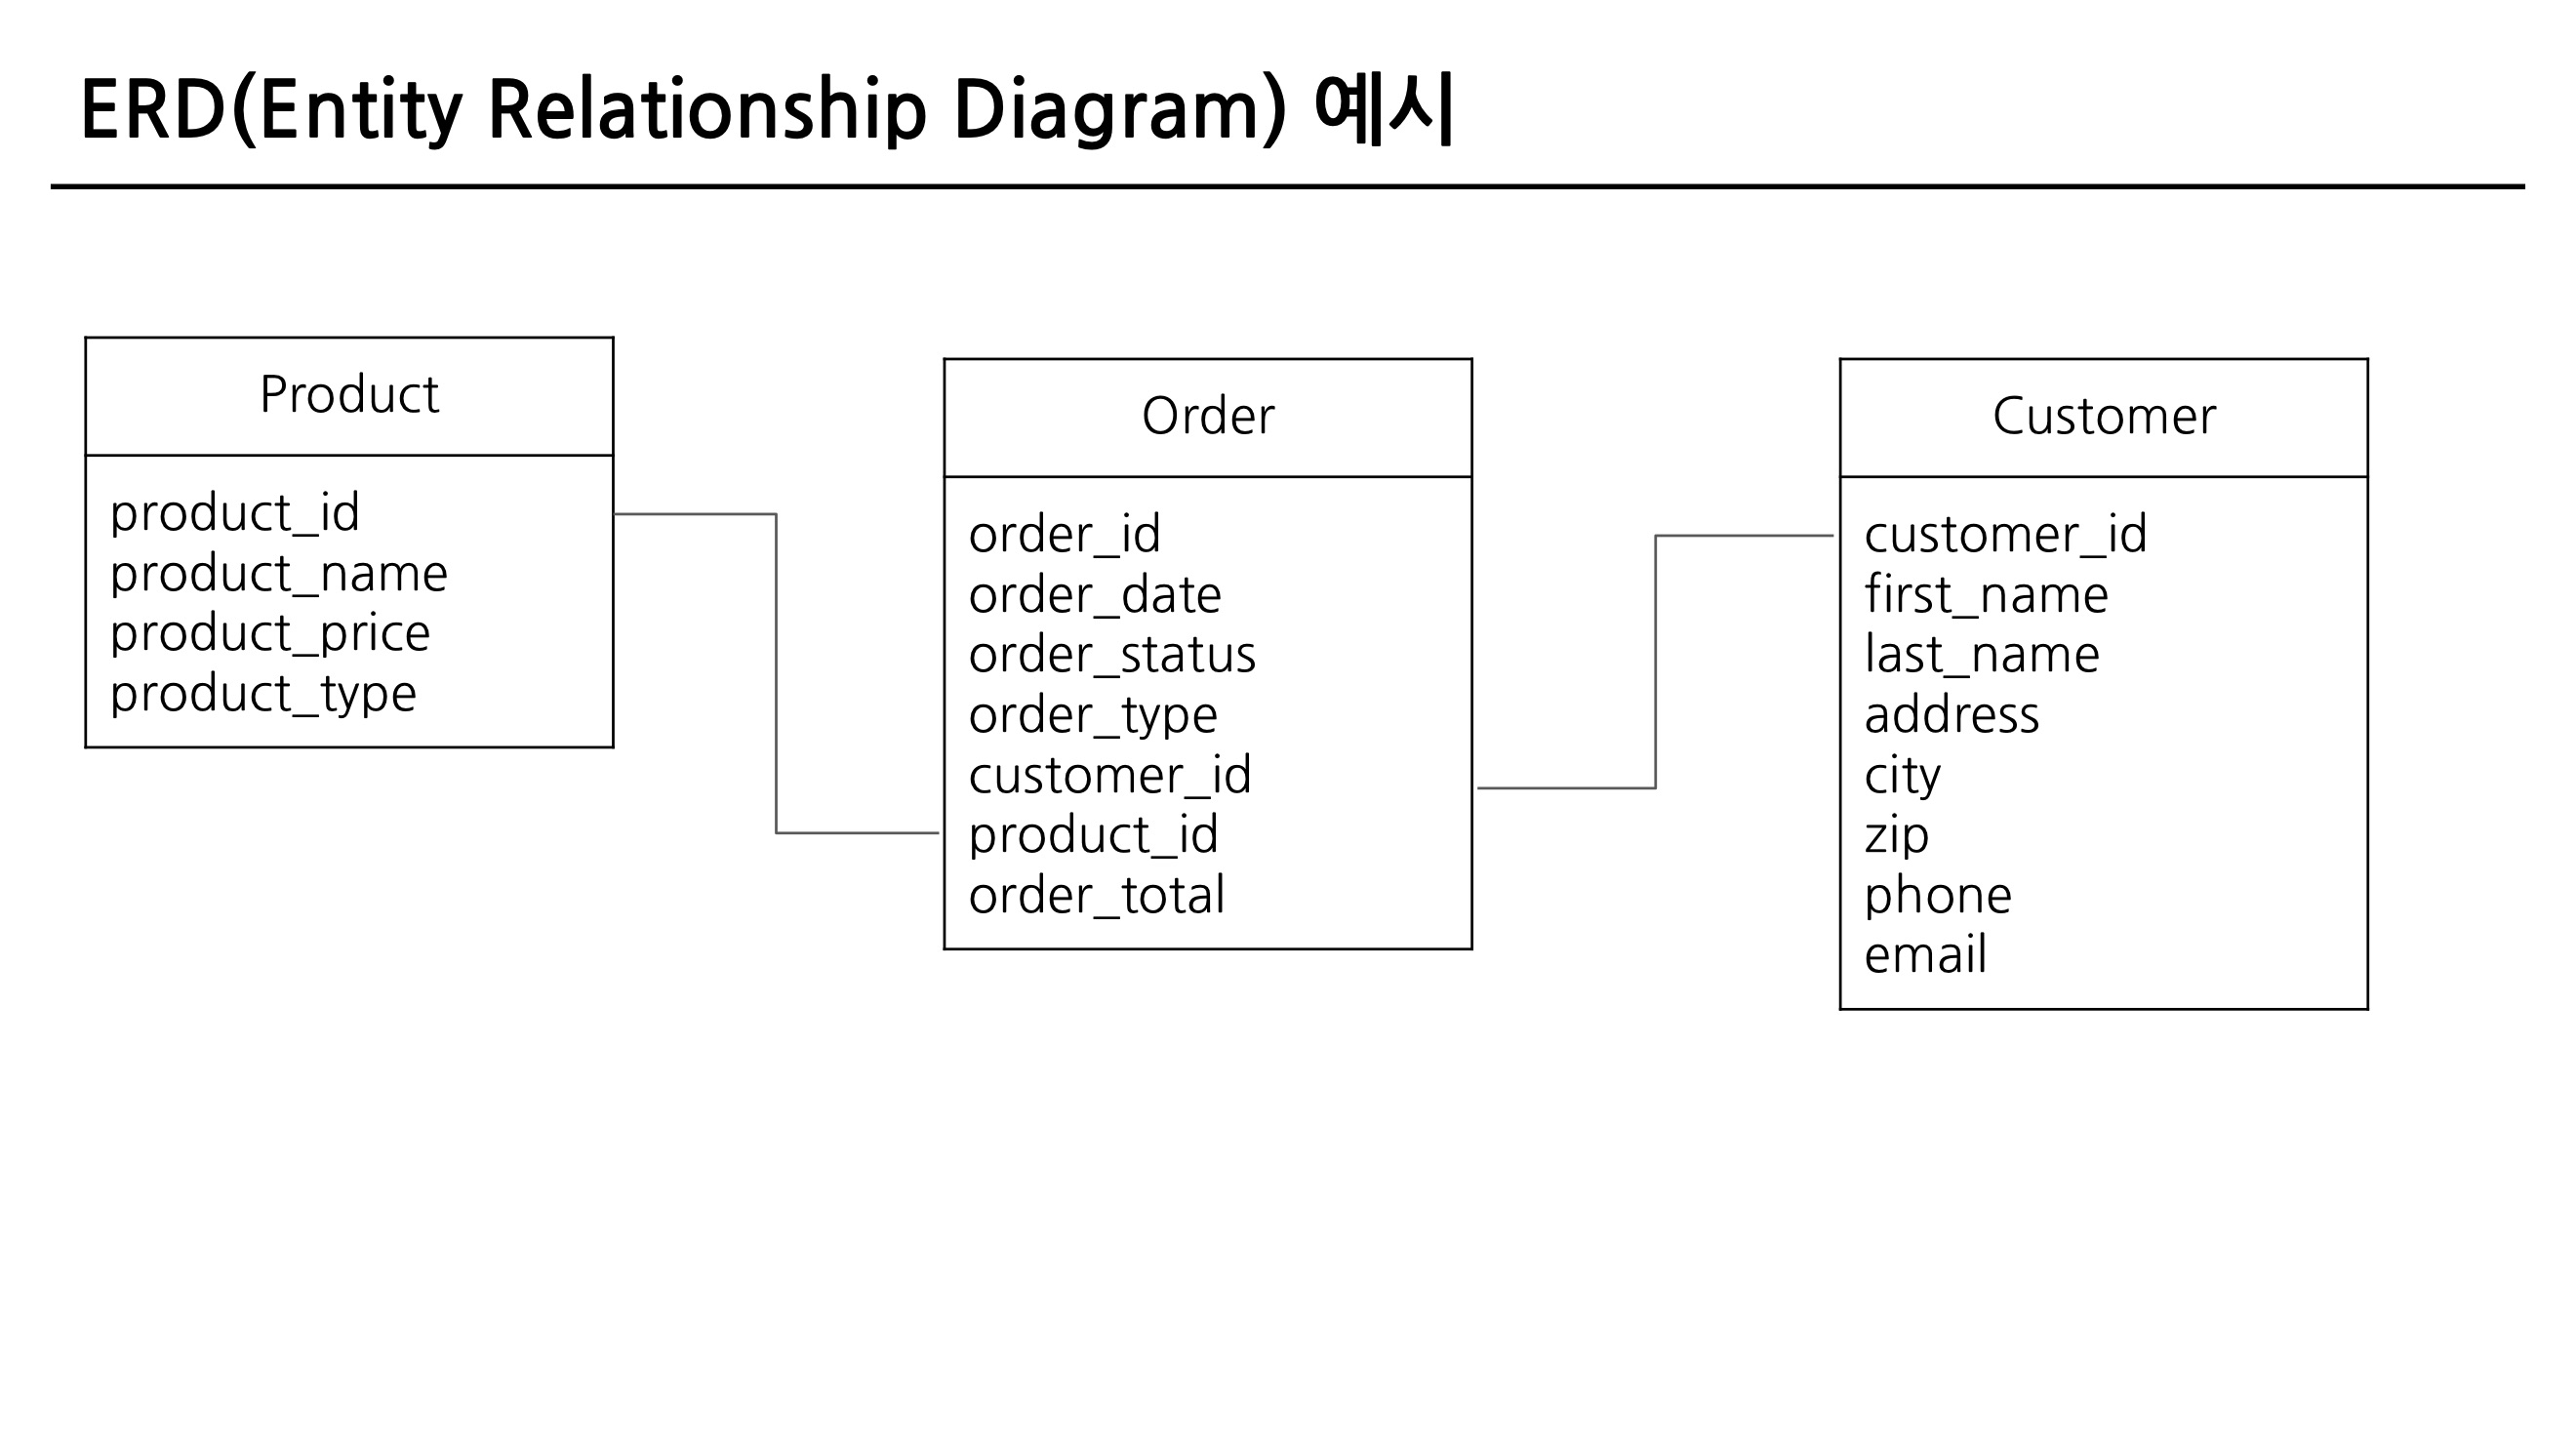 ERD(Entity Relationship Diagram) 예시
Product
product_id
product_name
product_price
product_type
Order
order_id
order_date
order_status
order_type
customer_id
product_id
order_total
Customer
customer_id
first_name
last_name
address
city
zip
phone
email